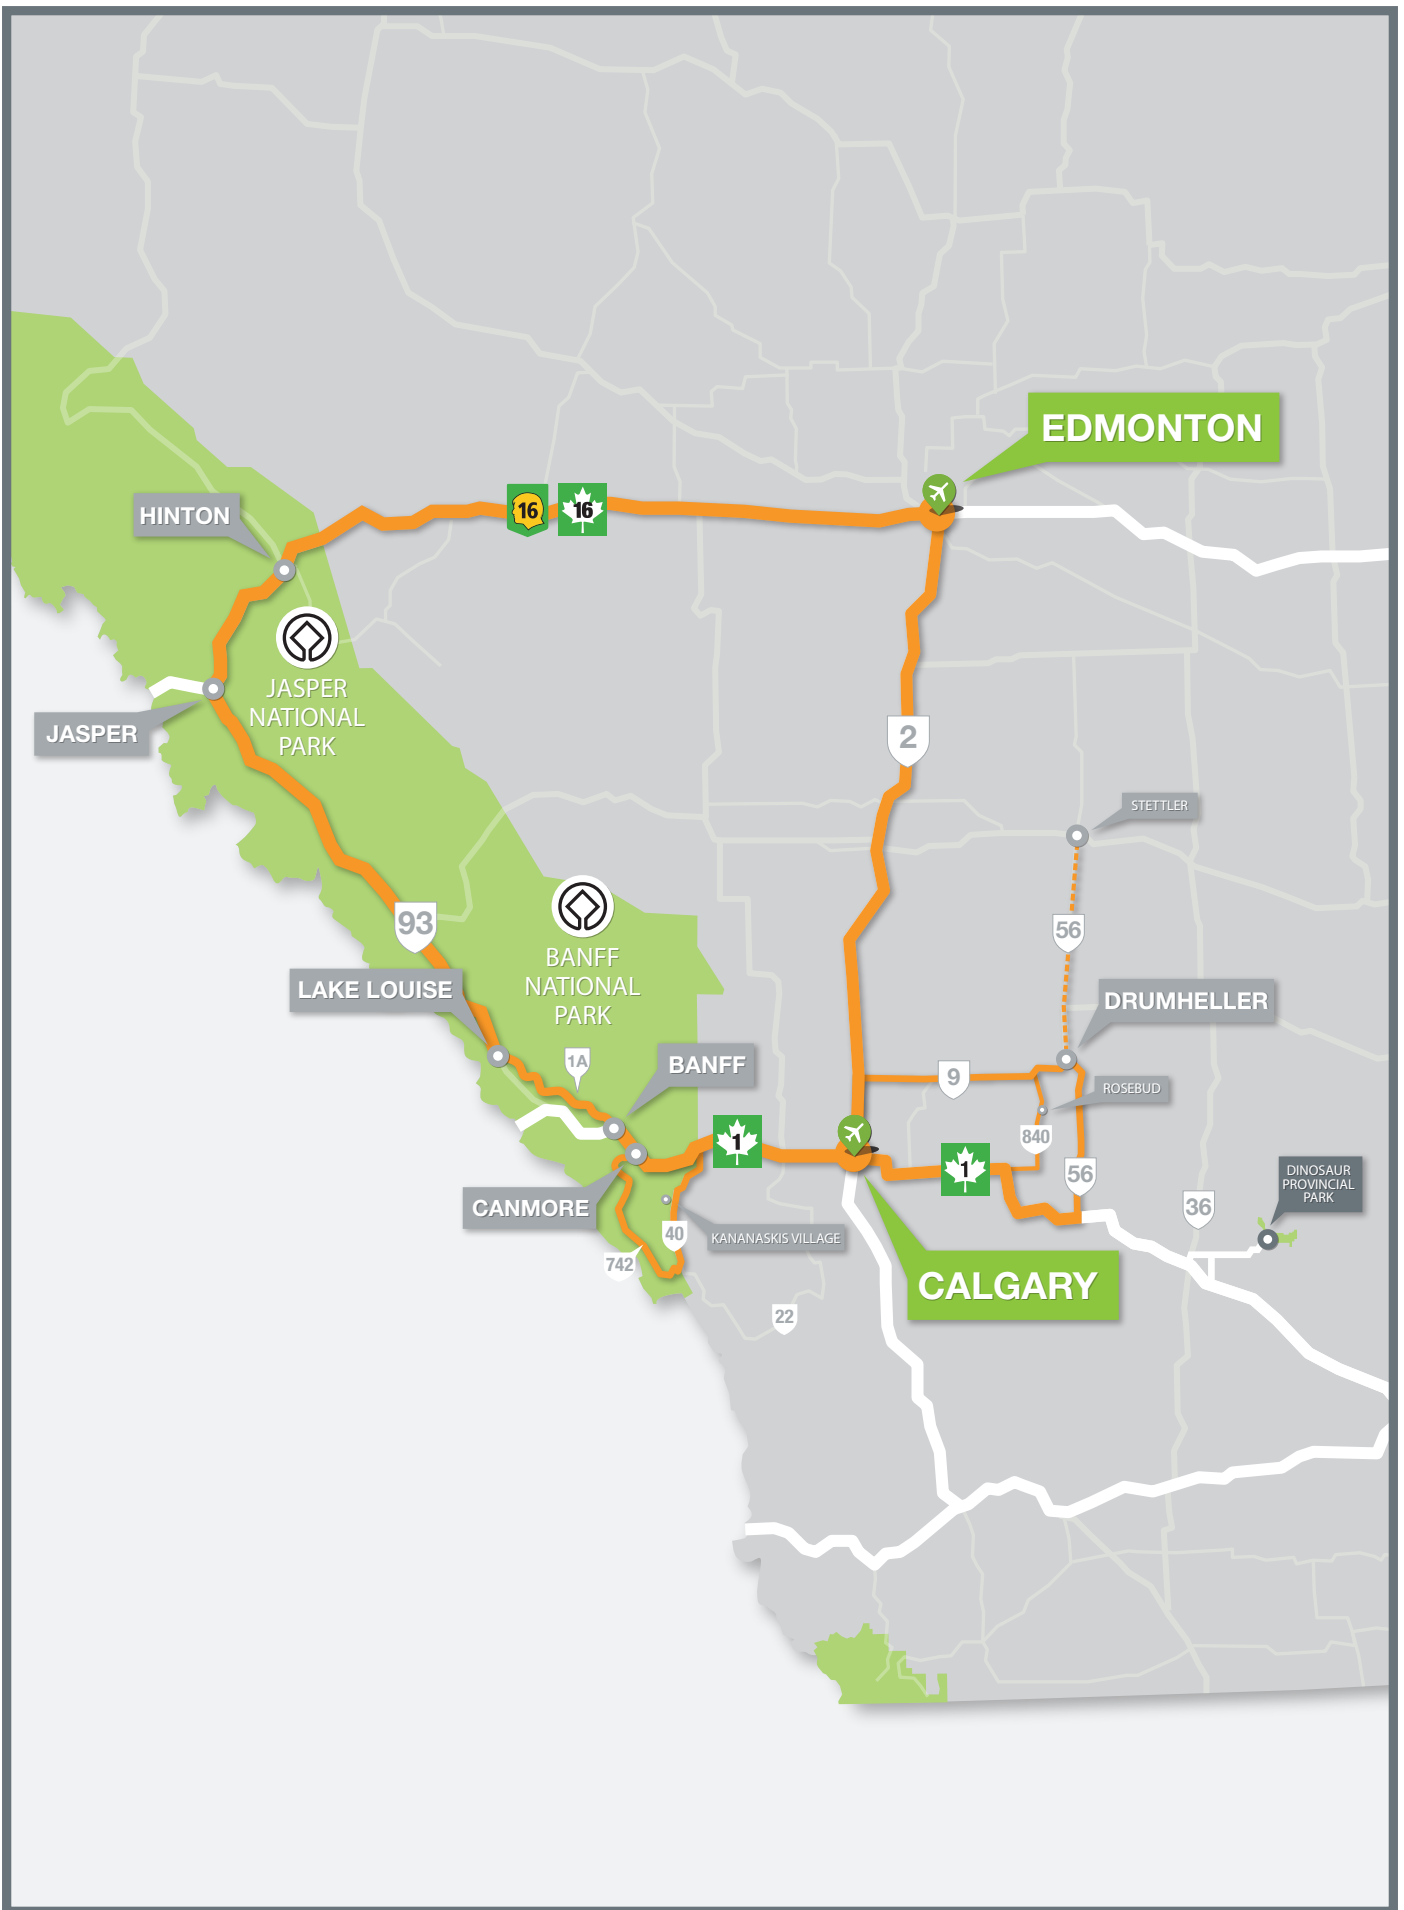 EDMONTON
HINTON
16
16
JASPER
NATIONAL
PARK
JASPER
2
STETTLER
93
56
BANFF
NATIONAL
PARK
LAKE LOUISE
DRUMHELLER
1A
BANFF
9
ROSEBUD
1
840
1
56
DINOSAUR
PROVINCIAL
PARK
CANMORE
36
40
KANANASKIS VILLAGE
742
CALGARY
22